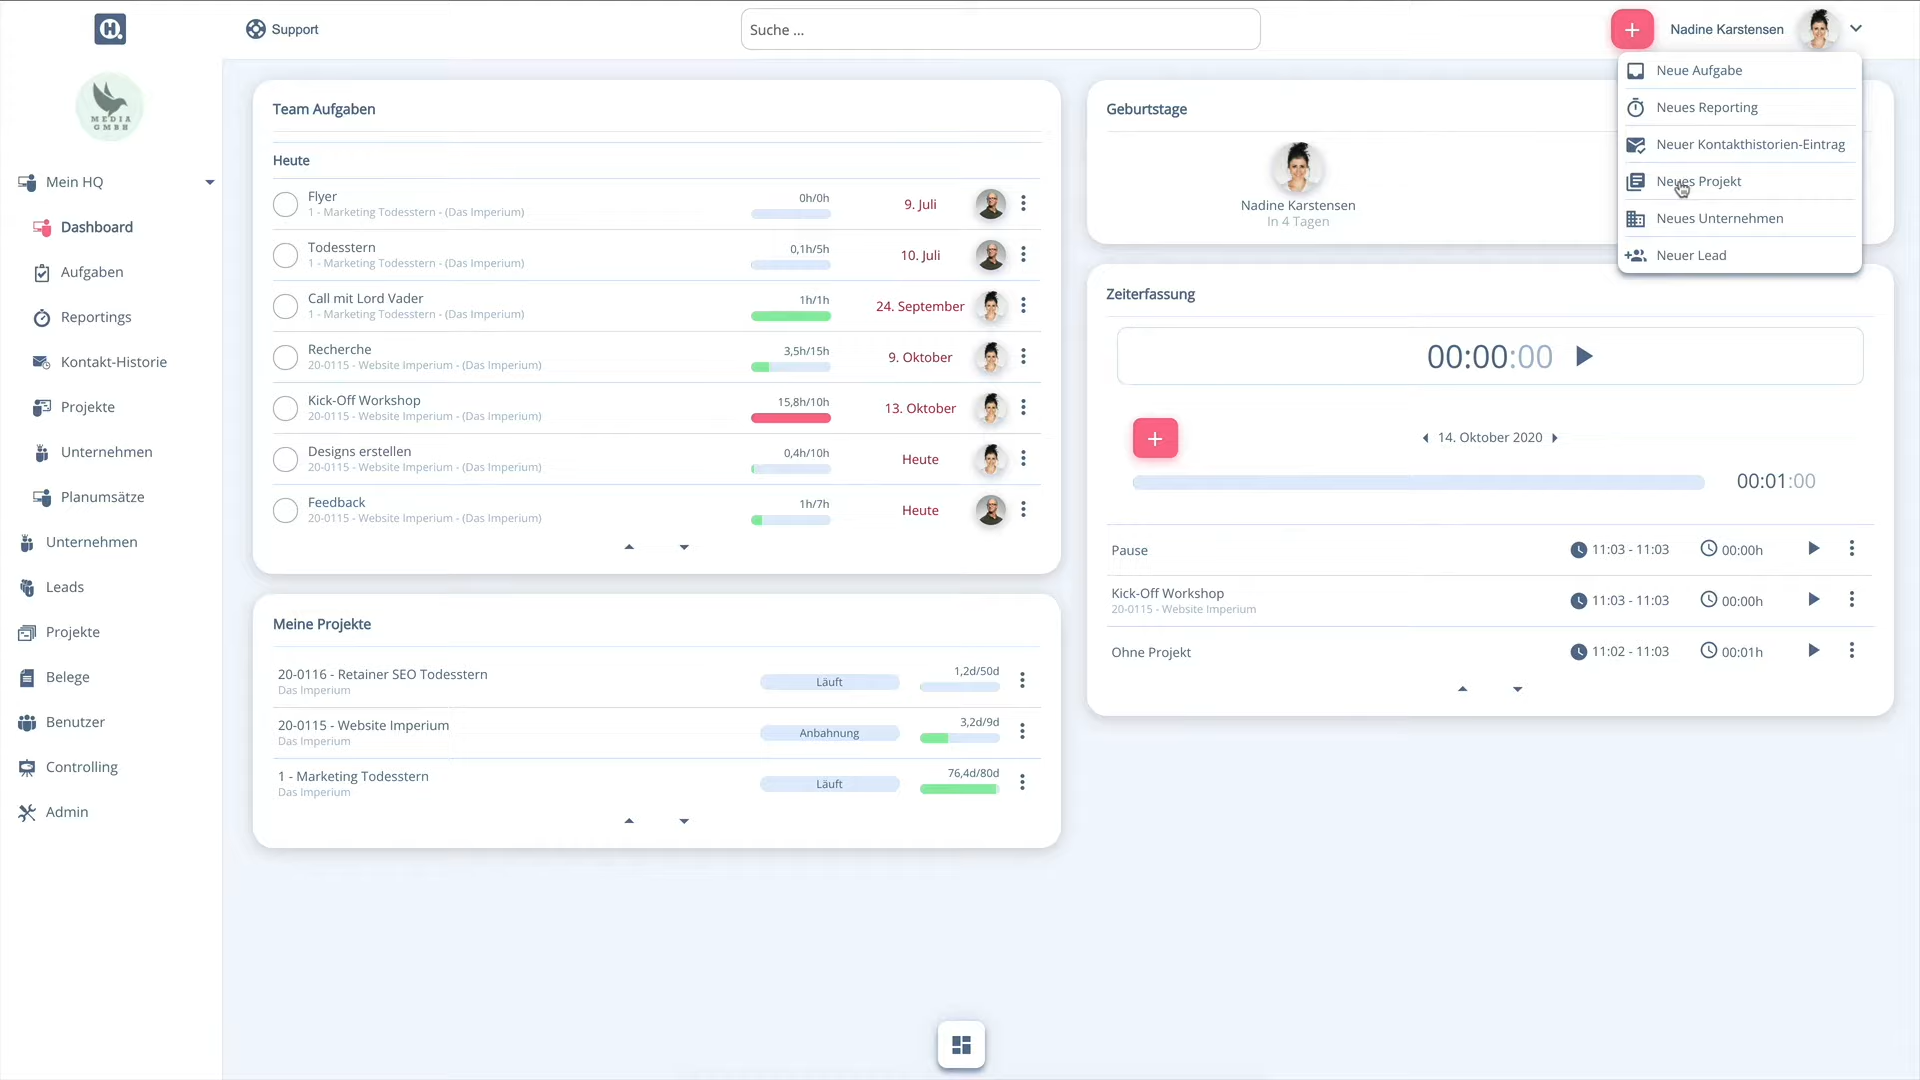 Support
Suche ...
Nadine Karstensen
Neue Aufgabe
Neues Reporting
Neuer Kontakthistorien-Eintrag
Neues Projekt
Neues Unternehmen
Neuer Lead
MEDIA
GMBH
Mein HQ
Dashboard
Aufgaben
Reportings
Kontakt-Historie
Projekte
Unternehmen
Planumsätze
Unternehmen
Leads
Projekte
Belege
Benutzer
Controlling
Admin
Team Aufgaben
Heute
Flyer
1 - Marketing Todesstern - (Das Imperium)
0h/0h
9. Juli
Todesstern
1 - Marketing Todesstern - (Das Imperium)
0,1h/5h
10. Juli
Call mit Lord Vader
1 - Marketing Todesstern - (Das Imperium)
1h/1h
24. September
Recherche
20-0115 - Website Imperium - (Das Imperium)
3,5h/15h
9. Oktober
Kick-Off Workshop
20-0115 - Website Imperium - (Das Imperium)
15,8h/10h
13. Oktober
Designs erstellen
20-0115 - Website Imperium - (Das Imperium)
0,4h/10h
Heute
Feedback
20-0115 - Website Imperium - (Das Imperium)
1h/7h
Heute
Meine Projekte
20-0116 - Retainer SEO Todesstern
Das Imperium
Läuft
1,2d/50d
20-0115 - Website Imperium
Das Imperium
Anbahnung
3,2d/9d
1 - Marketing Todesstern
Das Imperium
Läuft
76,4d/80d
Geburtstage
Nadine Karstensen
In 4 Tagen
Zeiterfassung
00:00:00
14. Oktober 2020
00:01:00
Pause
11:03 - 11:03
00:00h
Kick-Off Workshop
20-0115 - Website Imperium
11:03 - 11:03
00:00h
Ohne Projekt
11:02 - 11:03
00:01h